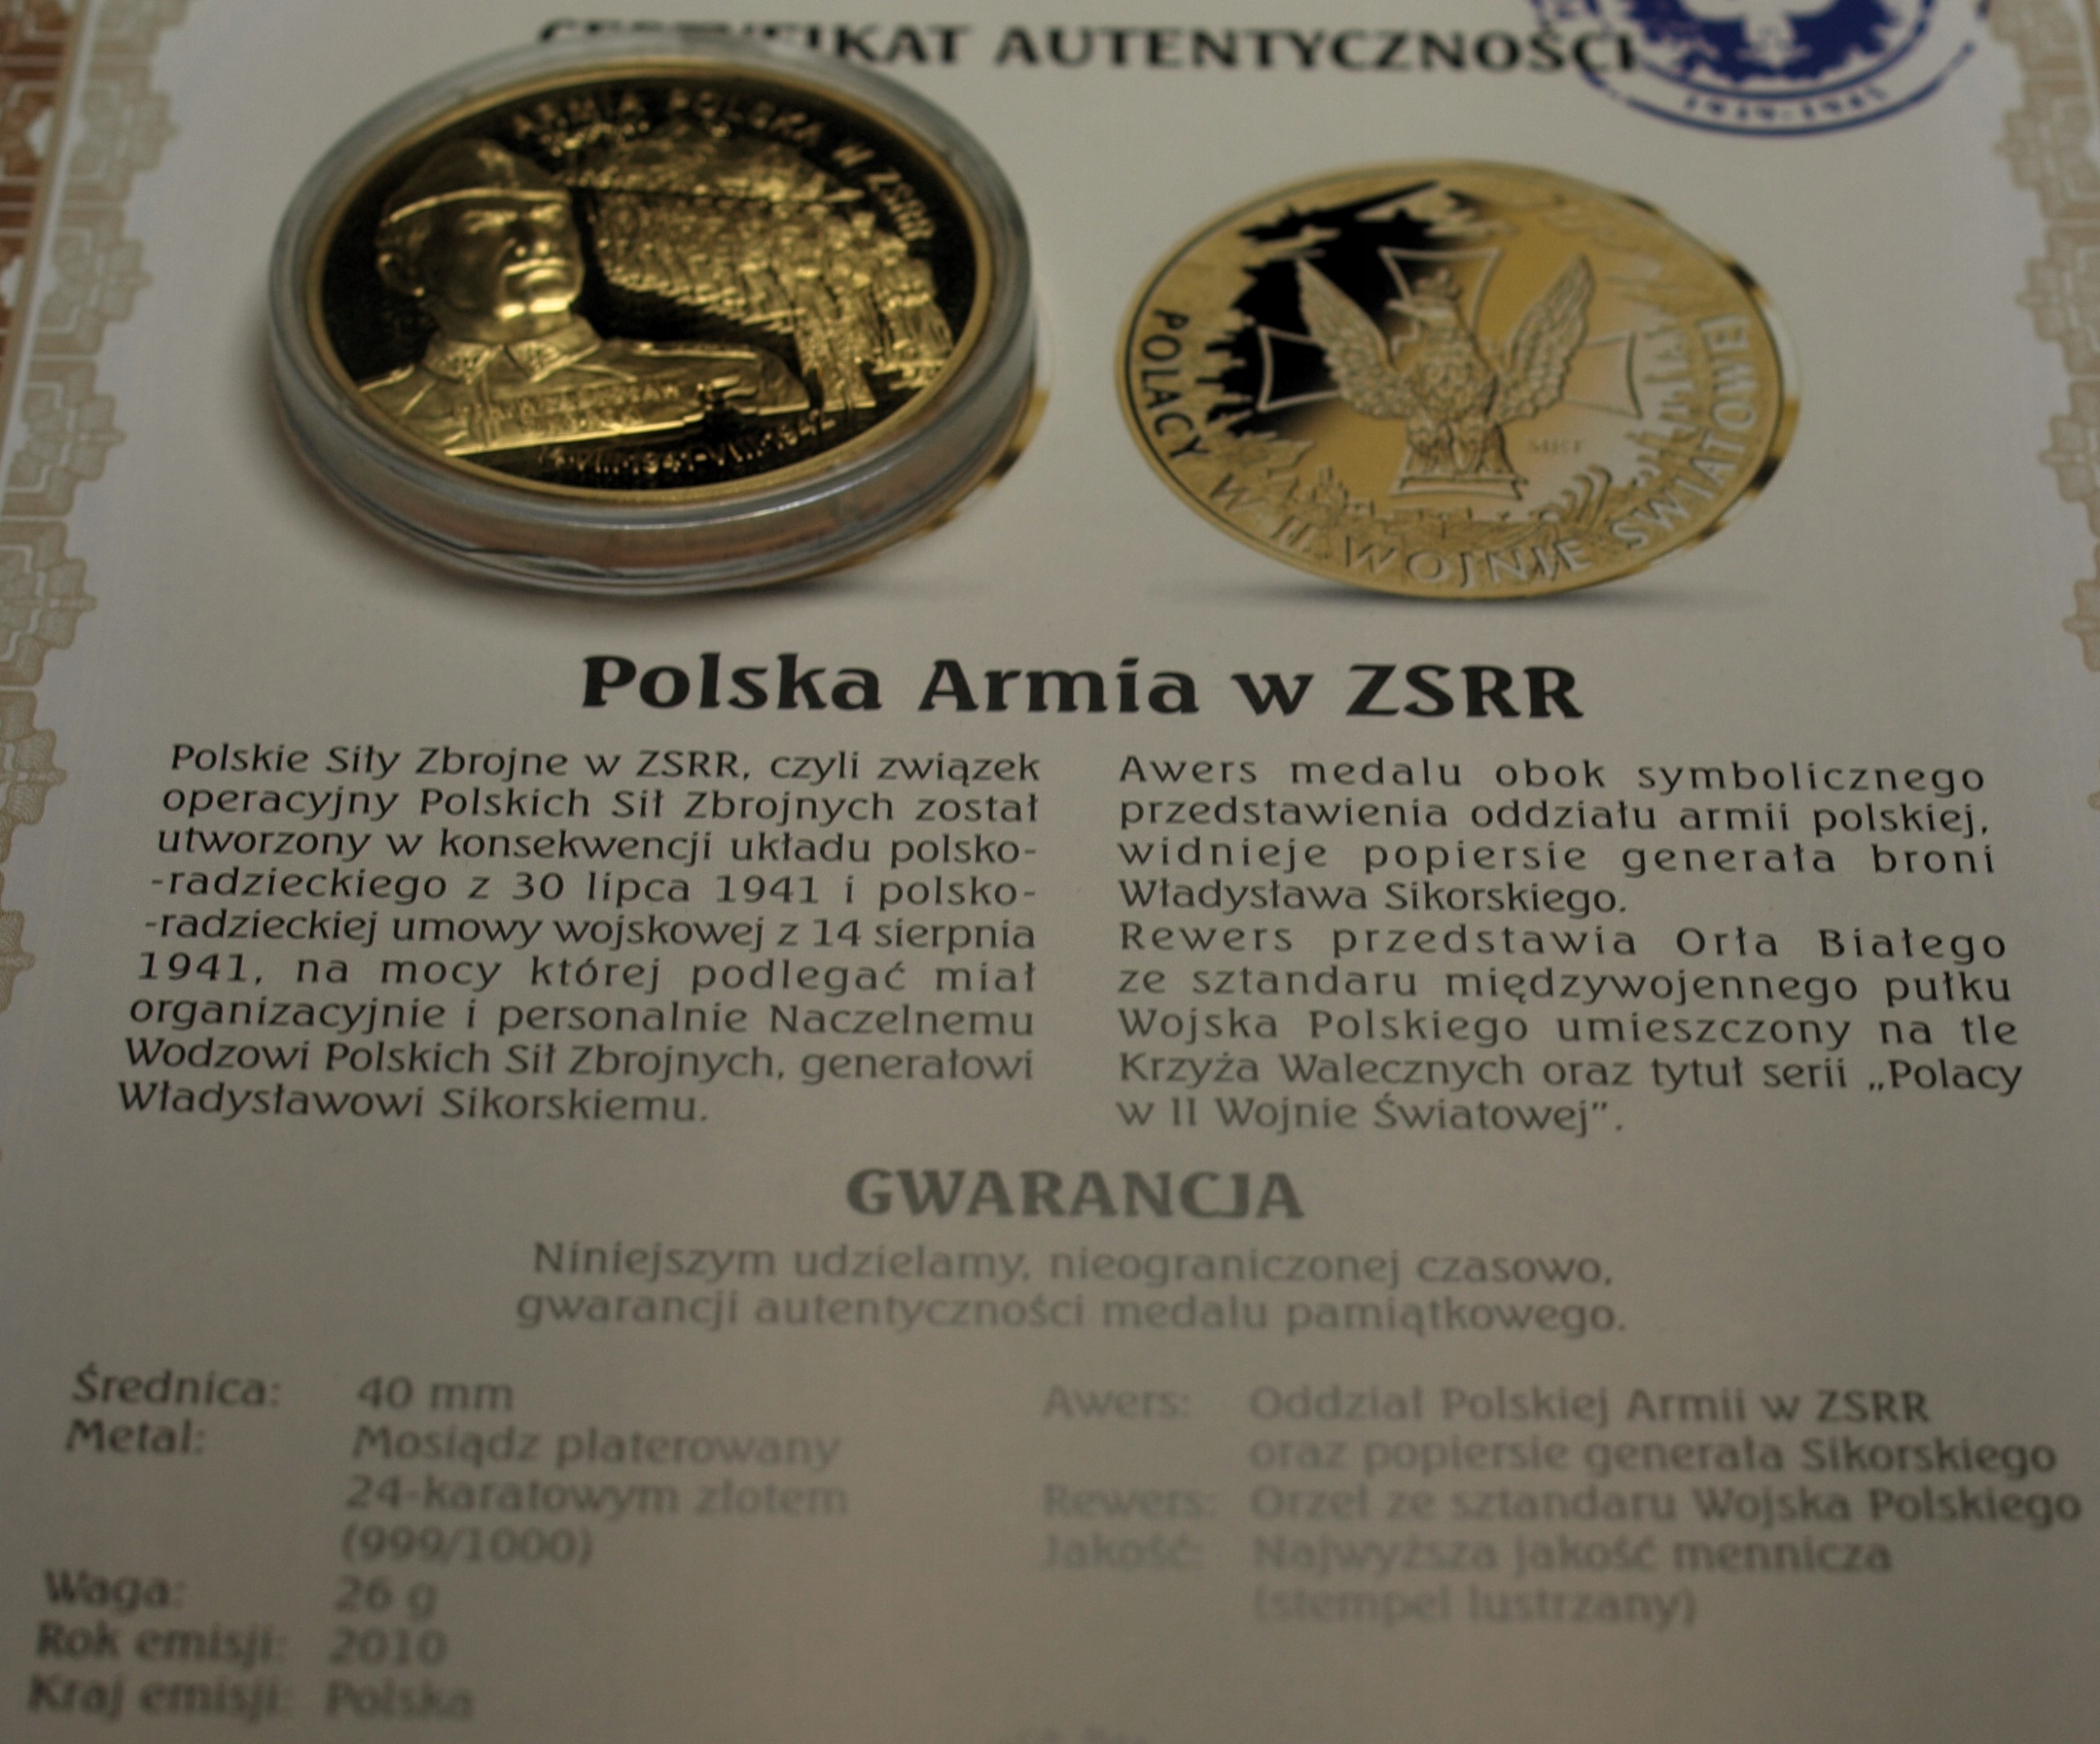 CERTYFIKAT AUTENTYCZNOŚCI
1939-1945
ARMIA POLSKA W ZSRR
POLACY W II WOJNIE ŚWIATOWEJ
Polska Armia w ZSRR
Polskie Siły Zbrojne w ZSRR, czyli związek
operacyjny Polskich Sił Zbrojnych został
utworzony w konsekwencji układu polsko-
-radzieckiego z 30 lipca 1941 i polsko-
-radzieckiej umowy wojskowej z 14 sierpnia
1941, na mocy której podlegać miał
organizacyjnie i personalnie Naczelnemu
Wodzowi Polskich Sił Zbrojnych, generałowi
Władysławowi Sikorskiemu.
Awers medalu obok symbolicznego
przedstawienia oddziału armii polskiej,
widnieje popiersie generała broni
Władysława Sikorskiego.
Rewers przedstawia Orła Białego
ze sztandaru międzywojennego pułku
Wojska Polskiego umieszczony na tle
Krzyża Walecznych oraz tytuł serii „Polacy
w II Wojnie Światowej”.
GWARANCJA
Niniejszym udzielamy, nieograniczonej czasowo,
gwarancji autentyczności medalu pamiątkowego.
Średnica: 40 mm
Metal: Mosiądz platerowany
24-karatowym złotem
(999/1000)
Waga: 26 g
Rok emisji: 2010
Kraj emisji: Polska
Awers: Oddział Polskiej Armii w ZSRR
oraz popiersie generała Sikorskiego
Rewers: Orzeł ze sztandaru Wojska Polskiego
Jakość: Najwyższa jakość mennicza
(stempel lustrzany)